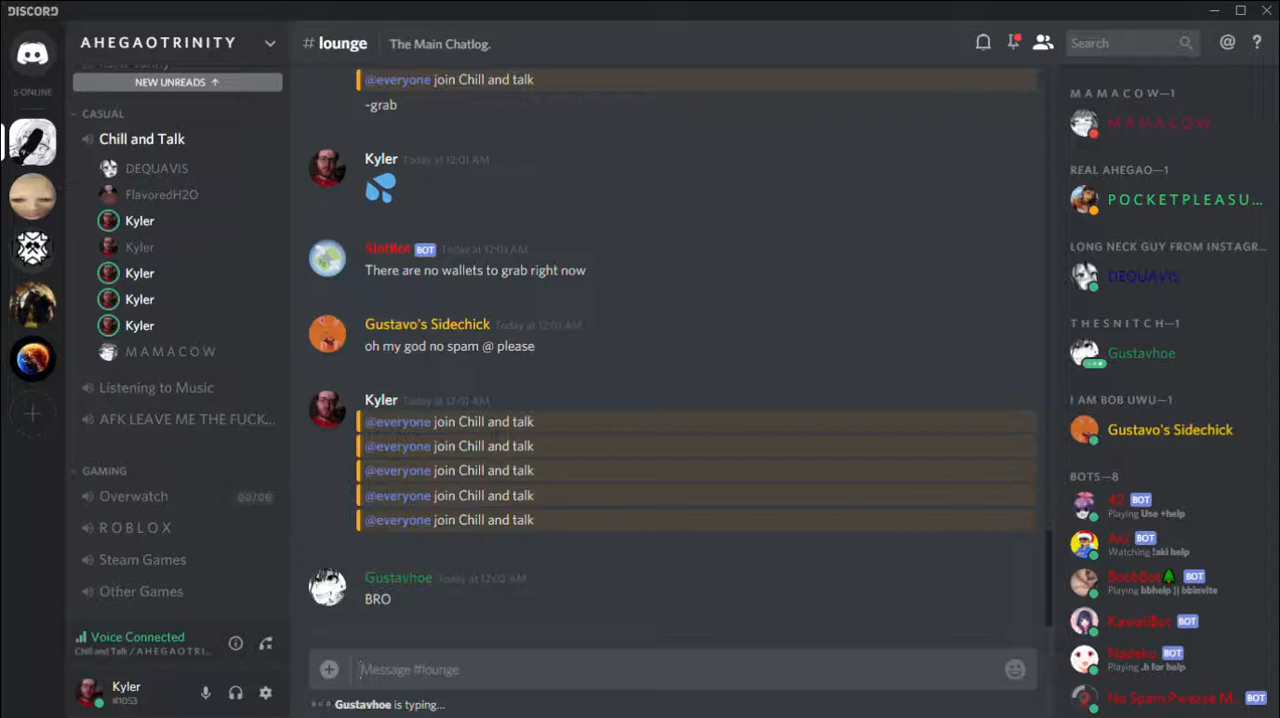 DISCORD
5 ONLINE
AHEGAOTRINITY
NEW UNREADS ↑
CASUAL
Chill and Talk
DEQUAVIS
FlavoredH2O
Kyler
Kyler
Kyler
Kyler
Kyler
M A M A C O W
Listening to Music
AFK LEAVE ME THE FUCK...
GAMING
Overwatch 00/06
R O B L O X
Steam Games
Other Games
Voice Connected
Chill and Talk / AHEGAOTRI...
Kyler
#1053
# lounge The Main Chatlog.
Search
@everyone join Chill and talk
-grab
Kyler Today at 12:01 AM
SlotBot BOT Today at 12:01 AM
There are no wallets to grab right now
Gustavo's Sidechick Today at 12:01 AM
oh my god no spam @ please
Kyler Today at 12:01 AM
@everyone join Chill and talk
@everyone join Chill and talk
@everyone join Chill and talk
@everyone join Chill and talk
@everyone join Chill and talk
Gustavhoe Today at 12:02 AM
BRO
Message #lounge
Gustavhoe is typing...
M A M A C O W—1
M A M A C O W
REAL AHEGAO—1
P O C K E T P L E A S U...
LONG NECK GUY FROM INSTAGR...
DEQUAVIS
T H E S N I T C H—1
Gustavhoe
I AM BOB UWU—1
Gustavo's Sidechick
BOTS—8
42 BOT
Playing Use +help
Aki BOT
Watching !aki help
BoobBot BOT
Playing bbhelp || bbinvite
KawaiiBot BOT
Nadeko BOT
Playing .b for help
No Spam Pwease M... BOT